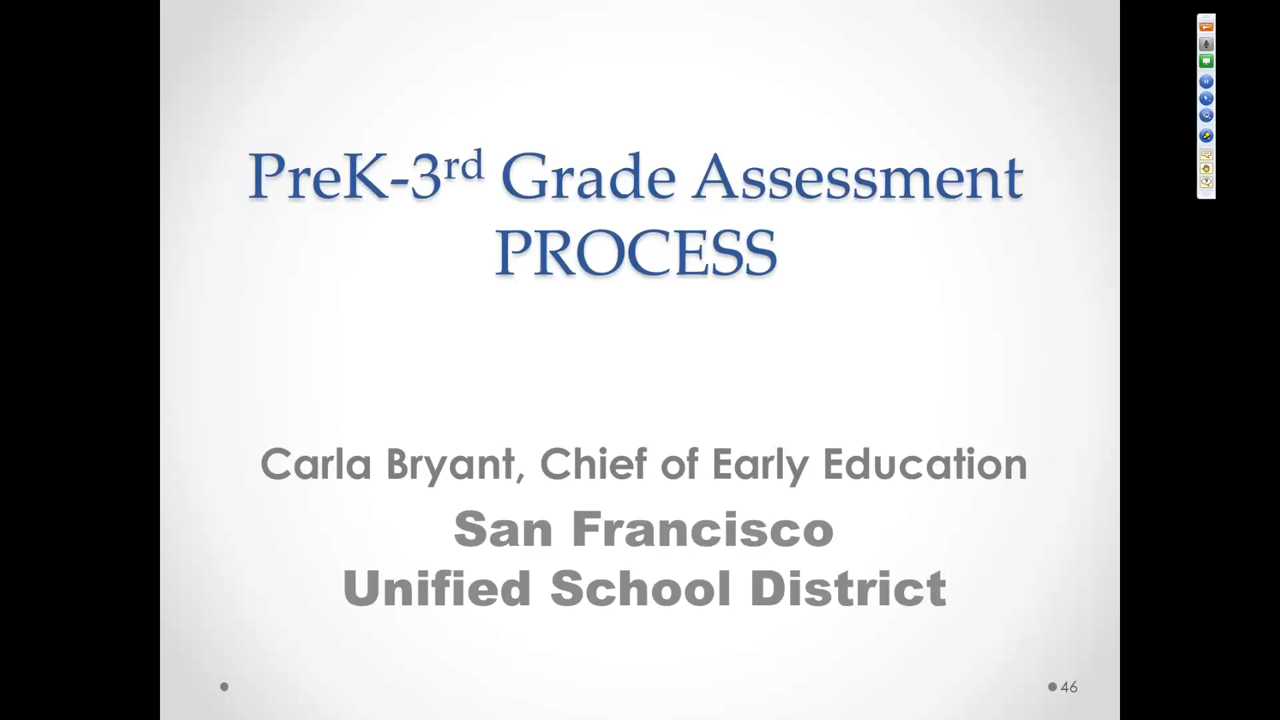 PreK-3rd Grade Assessment
PROCESS
Carla Bryant, Chief of Early Education
San Francisco
Unified School District
46